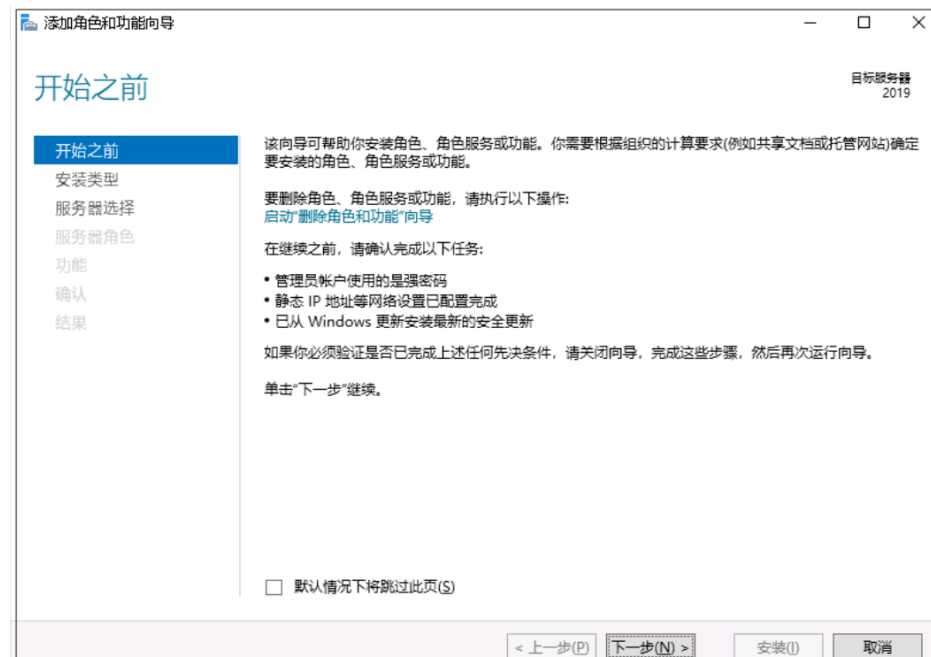 添加角色和功能向导
开始之前
目标服务器
2019
开始之前
安装类型
服务器选择
服务器角色
功能
确认
结果
该向导可帮助你安装角色、角色服务或功能。你需要根据组织的计算要求(例如共享文档或托管网站)确定
要安装的角色、角色服务或功能。
要删除角色、角色服务或功能，请执行以下操作:
启动"删除角色和功能"向导
在继续之前，请确认完成以下任务:
• 管理员帐户使用的是强密码
• 静态 IP 地址等网络设置已配置完成
• 已从 Windows 更新安装最新的安全更新
如果你必须验证是否已完成上述任何先决条件，请关闭向导，完成这些步骤，然后再次运行向导。
单击"下一步"继续。
默认情况下将跳过此页(S)
< 上一步(P)
下一步(N) >
安装(I)
取消